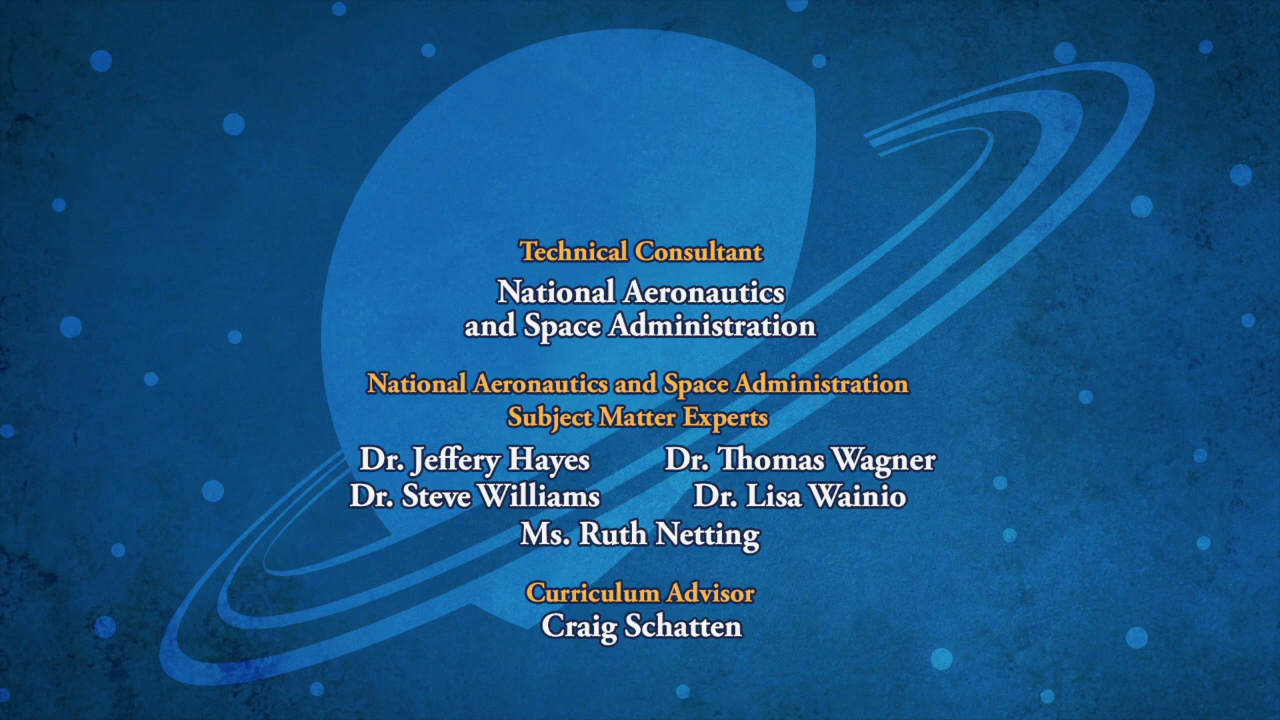 Technical Consultant
National Aeronautics
and Space Administration
National Aeronautics and Space Administration
Subject Matter Experts
Dr. Jeffery Hayes Dr. Thomas Wagner
Dr. Steve Williams Dr. Lisa Wainio
Ms. Ruth Netting
Curriculum Advisor
Craig Schatten